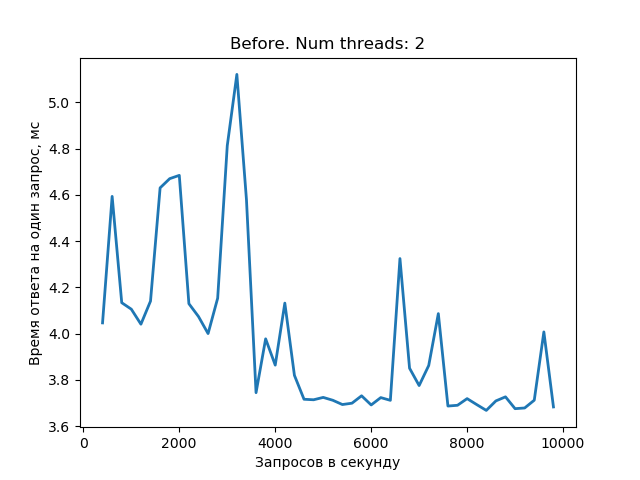 Before. Num threads: 2
Время ответа на один запрос, мс
5.0
4.8
4.6
4.4
4.2
4.0
3.8
3.6
0 2000 4000 6000 8000 10000
Запросов в секунду